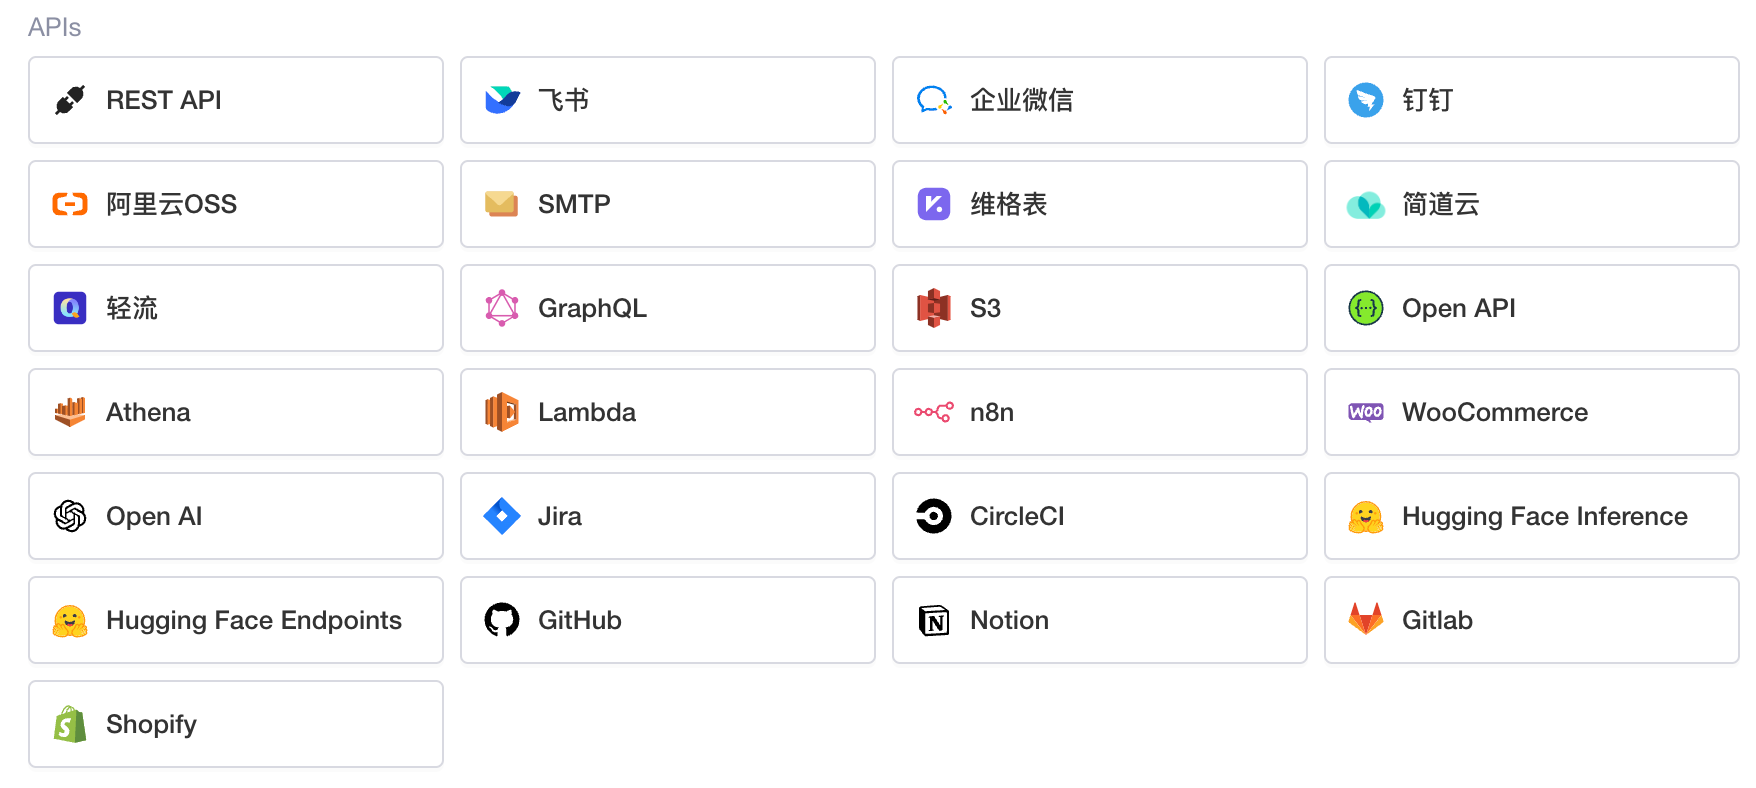 APIs
REST API
飞书
企业微信
钉钉
阿里云OSS
SMTP
维格表
简道云
轻流
GraphQL
S3
Open API
Athena
Lambda
n8n
WOO WooCommerce
Open AI
Jira
CircleCI
Hugging Face Inference
Hugging Face Endpoints
GitHub
Notion
Gitlab
Shopify